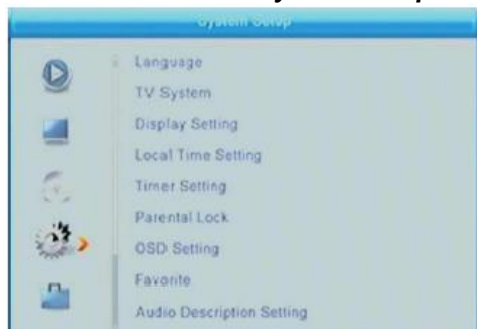 System Setup
Language
TV System
Display Setting
Local Time Setting
Timer Setting
Parental Lock
OSD Setting
Favorite
Audio Description Setting